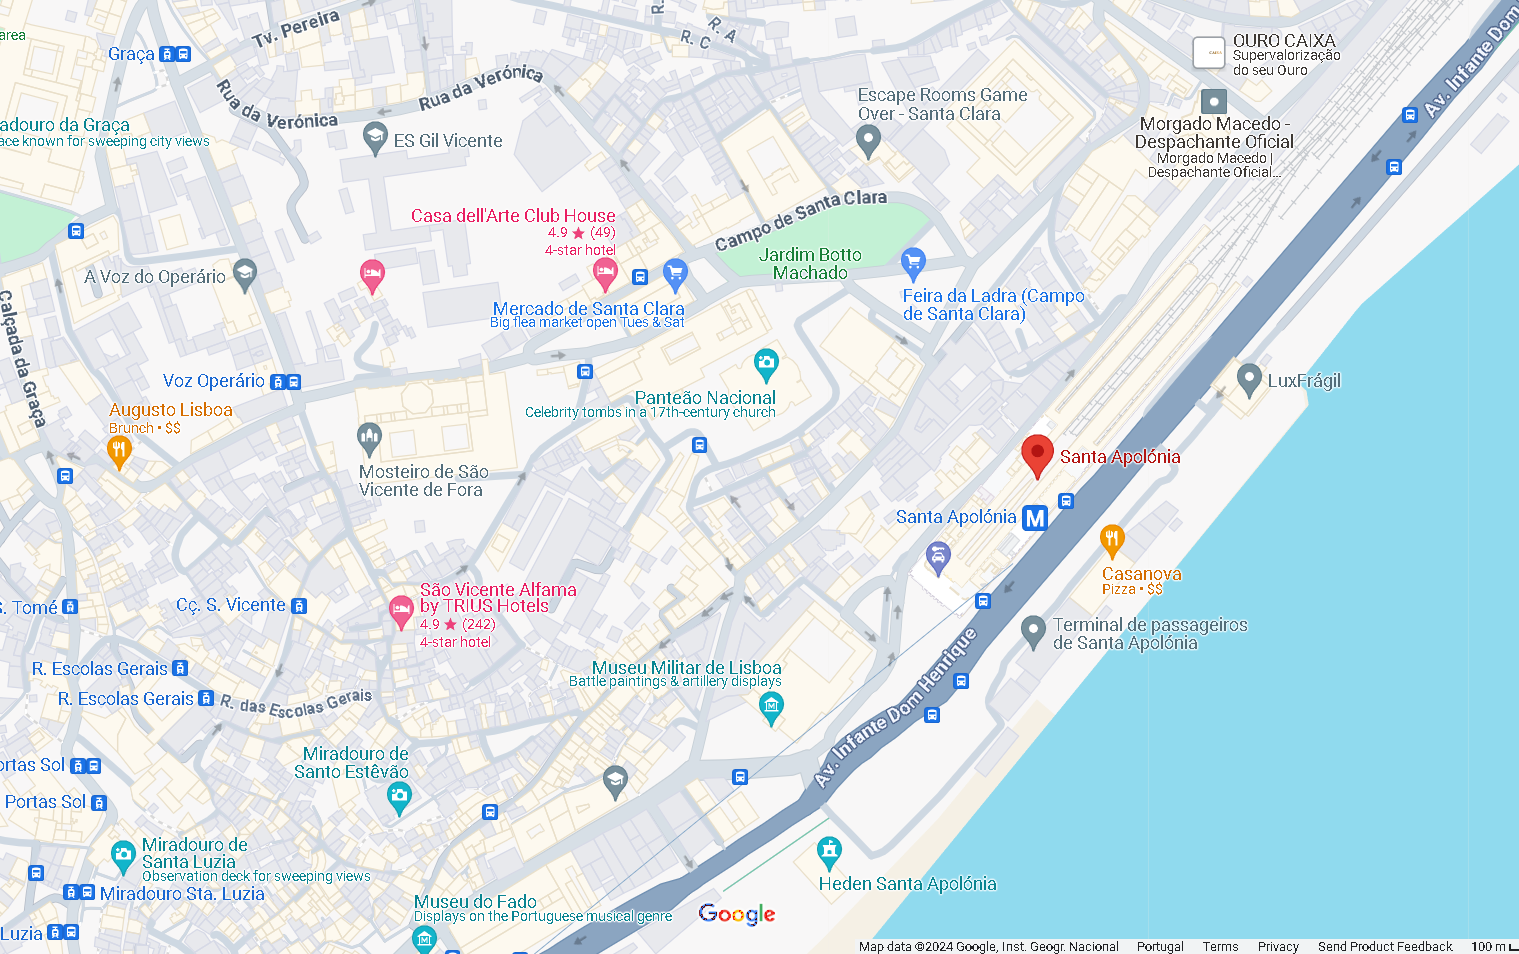 area
Graça
Tv. Pereira
R. A
R. C
R.
OURO CAIXA
Supervalorização
do seu Ouro
Av. Infante Dom
Rua da Verónica
Rua da Verónica
Escape Rooms Game
Over - Santa Clara
adouro da Graça
ace known for sweeping city views
ES Gil Vicente
Morgado Macedo -
Despachante Oficial
Morgado Macedo |
Despachante Oficial...
Casa dell'Arte Club House
4.9 ★ (49)
4-star hotel
Campo de Santa Clara
Jardim Botto
Machado
A Voz do Operário
Mercado de Santa Clara
Big flea market open Tues & Sat
Feira da Ladra (Campo
de Santa Clara)
Calçada da Graça
Voz Operário
Augusto Lisboa
Brunch • $$
Panteão Nacional
Celebrity tombs in a 17th-century church
LuxFrágil
Mosteiro de São
Vicente de Fora
Santa Apolónia
Santa Apolónia
M
Casanova
Pizza • $$
São Vicente Alfama
by TRIUS Hotels
4.9 ★ (242)
4-star hotel
S. Tomé
Cç. S. Vicente
Terminal de passageiros
de Santa Apolónia
R. Escolas Gerais
R. Escolas Gerais
R. das Escolas Gerais
Museu Militar de Lisboa
Battle paintings & artillery displays
Av. Infante Dom Henrique
Miradouro de
Santo Estêvão
ortas Sol
Portas Sol
Miradouro de
Santa Luzia
Observation deck for sweeping views
Miradouro Sta. Luzia
Heden Santa Apolónia
Museu do Fado
Displays on the Portuguese musical genre
Luzia
Google
Map data ©2024 Google, Inst. Geogr. Nacional Portugal Terms Privacy Send Product Feedback 100 m